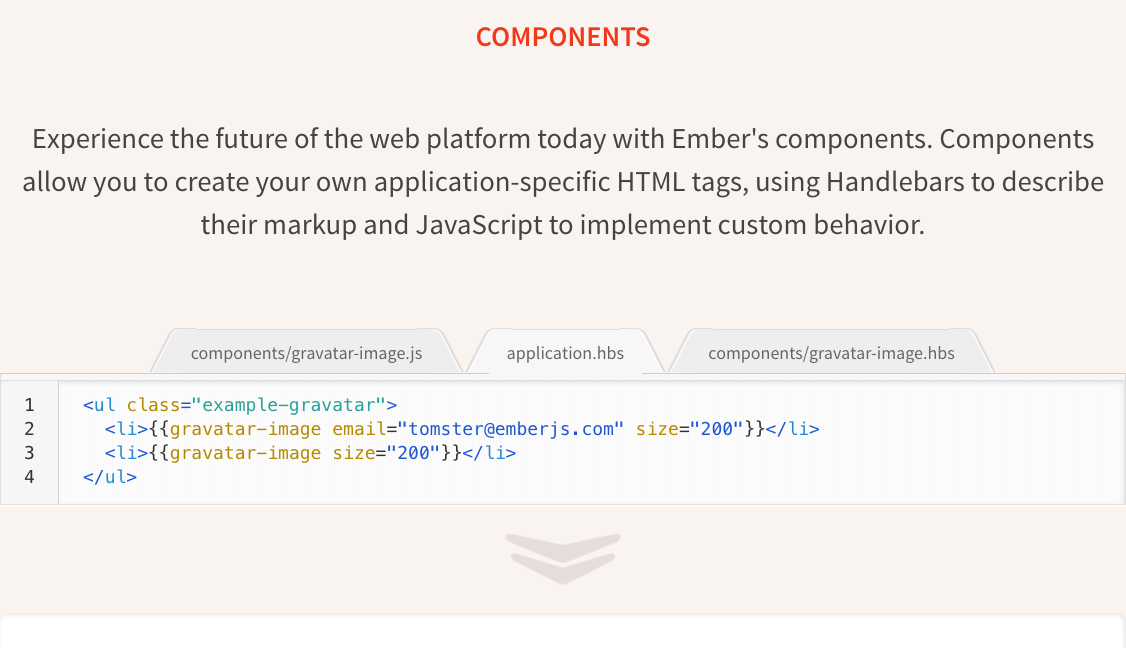 COMPONENTS
Experience the future of the web platform today with Ember's components. Components
allow you to create your own application-specific HTML tags, using Handlebars to describe
their markup and JavaScript to implement custom behavior.
components/gravatar-image.js
application.hbs
components/gravatar-image.hbs
1 <ul class="example-gravatar">
2   <li>{{gravatar-image email="tomster@emberjs.com" size="200"}}</li>
3   <li>{{gravatar-image size="200"}}</li>
4 </ul>